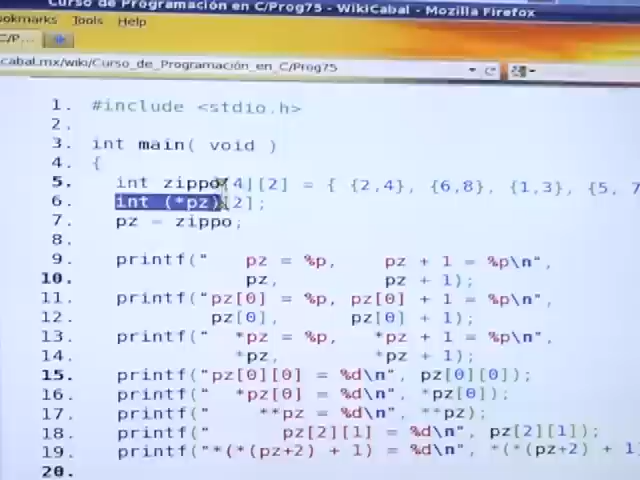 Curso de Programación en C/Prog75 - WikiCabal - Mozilla Firefox
okmarks Tools Help
C/P...
cabal.mx/wiki/Curso_de_Programación_en_C/Prog75
1. #include <stdio.h>
2.
3. int main( void )
4. {
5. int zippo[4][2] = { {2,4}, {6,8}, {1,3}, {5, 7
6. int (*pz)[2];
7. pz = zippo;
8.
9. printf("   pz = %p,      pz + 1 = %p\n",
10. pz,         pz + 1);
11. printf("pz[0] = %p, pz[0] + 1 = %p\n",
12. pz[0],      pz[0] + 1);
13. printf("  *pz = %p,   *pz + 1 = %p\n",
14. *pz,        *pz + 1);
15. printf("pz[0][0] = %d\n", pz[0][0]);
16. printf("  *pz[0] = %d\n", *pz[0]);
17. printf("    **pz = %d\n", **pz);
18. printf("      pz[2][1] = %d\n", pz[2][1]);
19. printf("*(*(pz+2) + 1) = %d\n", *(*(pz+2) + 1
20.